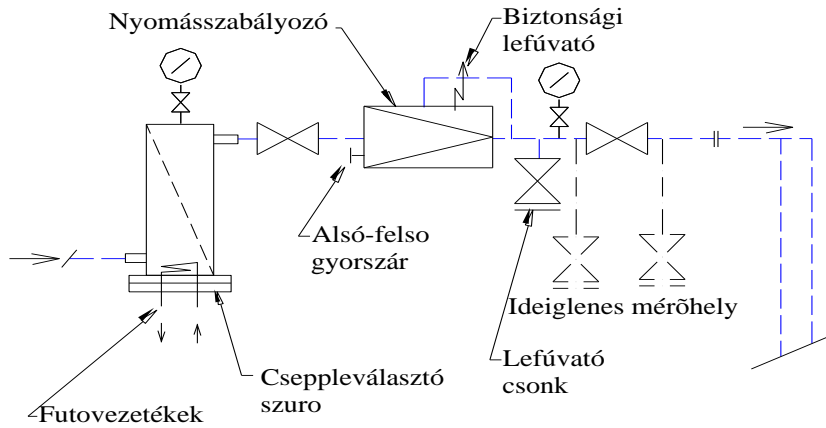 Nyomásszabályozó
Biztonsági
lefúvató
Alsó-felso
gyorszár
Ideiglenes mérõhely
Lefúvató
csonk
Cseppleválasztó
szuro
Futovezetékek